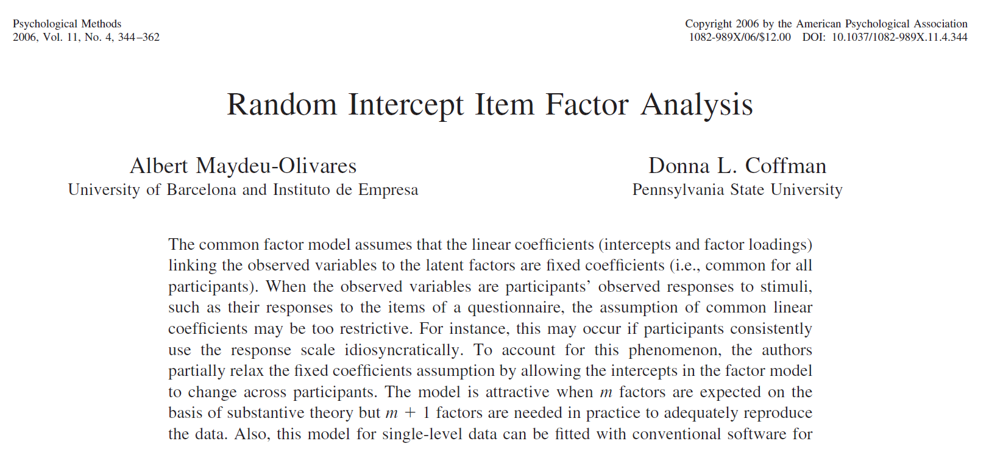 Psychological Methods
2006, Vol. 11, No. 4, 344–362
Copyright 2006 by the American Psychological Association
1082-989X/06/$12.00 DOI: 10.1037/1082-989X.11.4.344
Random Intercept Item Factor Analysis
Albert Maydeu-Olivares
University of Barcelona and Instituto de Empresa
Donna L. Coffman
Pennsylvania State University
The common factor model assumes that the linear coefficients (intercepts and factor loadings)
linking the observed variables to the latent factors are fixed coefficients (i.e., common for all
participants). When the observed variables are participants' observed responses to stimuli,
such as their responses to the items of a questionnaire, the assumption of common linear
coefficients may be too restrictive. For instance, this may occur if participants consistently
use the response scale idiosyncratically. To account for this phenomenon, the authors
partially relax the fixed coefficients assumption by allowing the intercepts in the factor model
to change across participants. The model is attractive when m factors are expected on the
basis of substantive theory but m + 1 factors are needed in practice to adequately reproduce
the data. Also, this model for single-level data can be fitted with conventional software for